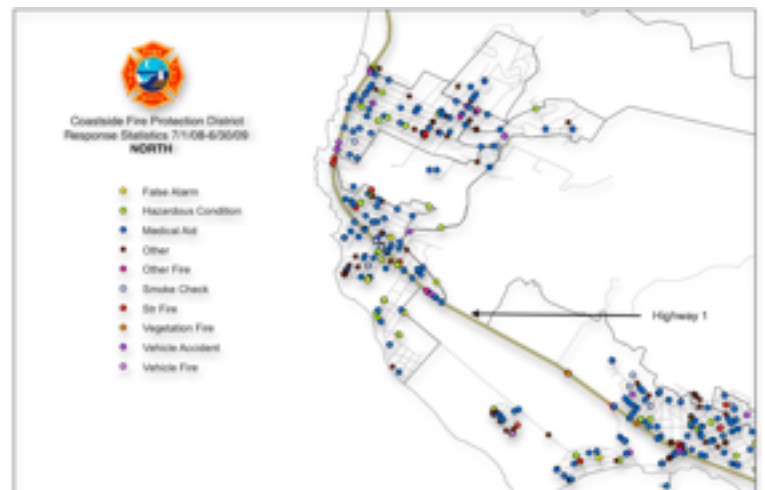 Coastside Fire Protection District
Response Statistics 7/1/08-6/30/09
NORTH
False Alarm
Hazardous Condition
Medical Aid
Other
Other Fire
Smoke Check
Str Fire
Vegetation Fire
Vehicle Accident
Vehicle Fire
Highway 1